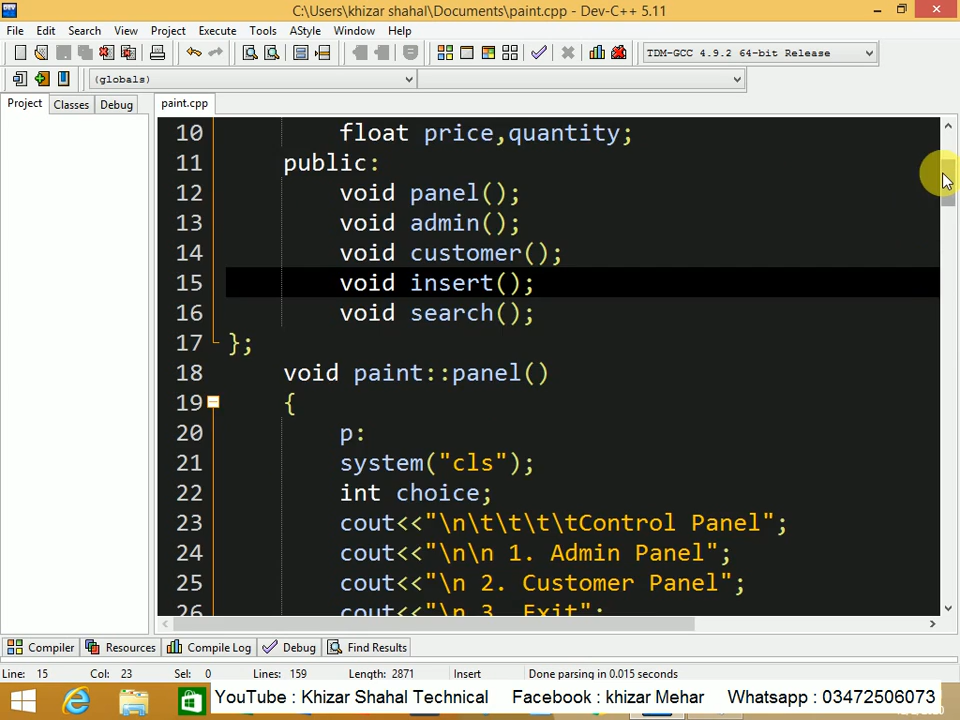 C:\Users\khizar shahal\Documents\paint.cpp - Dev-C++ 5.11
File Edit Search View Project Execute Tools AStyle Window Help
TDM-GCC 4.9.2 64-bit Release
(globals)
Project Classes Debug paint.cpp
10 float price,quantity;
11 public:
12 void panel();
13 void admin();
14 void customer();
15 void insert();
16 void search();
17 };
18 void paint::panel()
19 {
20 p:
21 system("cls");
22 int choice;
23 cout<<"\n\t\t\t\tControl Panel";
24 cout<<"\n\n 1. Admin Panel";
25 cout<<"\n 2. Customer Panel";
26 cout<<"\n 3. Exit";
Compiler Resources Compile Log Debug Find Results
Line: 15 Col: 23 Sel: 0 Lines: 159 Length: 2871 Insert Done parsing in 0.015 seconds
YouTube : Khizar Shahal Technical Facebook : khizar Mehar Whatsapp : 03472506073